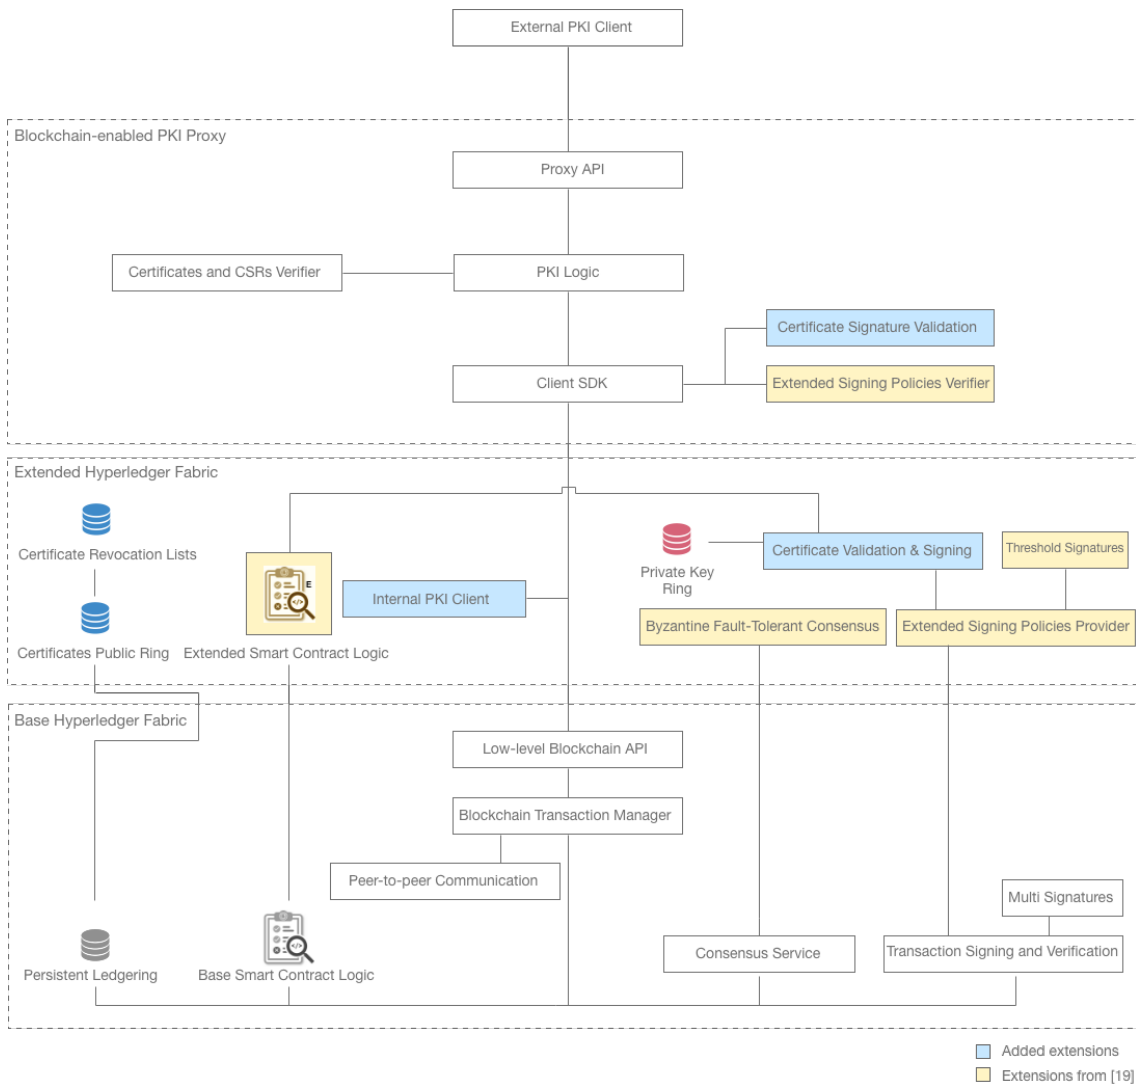 External PKI Client
Blockchain-enabled PKI Proxy
Proxy API
Certificates and CSRs Verifier
PKI Logic
Certificate Signature Validation
Client SDK
Extended Signing Policies Verifier
Extended Hyperledger Fabric
Certificate Revocation Lists
E
Private Key
Ring
Certificate Validation & Signing
Threshold Signatures
Internal PKI Client
Byzantine Fault-Tolerant Consensus
Extended Signing Policies Provider
Certificates Public Ring
Extended Smart Contract Logic
Base Hyperledger Fabric
Low-level Blockchain API
Blockchain Transaction Manager
Peer-to-peer Communication
Multi Signatures
Persistent Ledgering
Base Smart Contract Logic
Consensus Service
Transaction Signing and Verification
Added extensions
Extensions from [19]